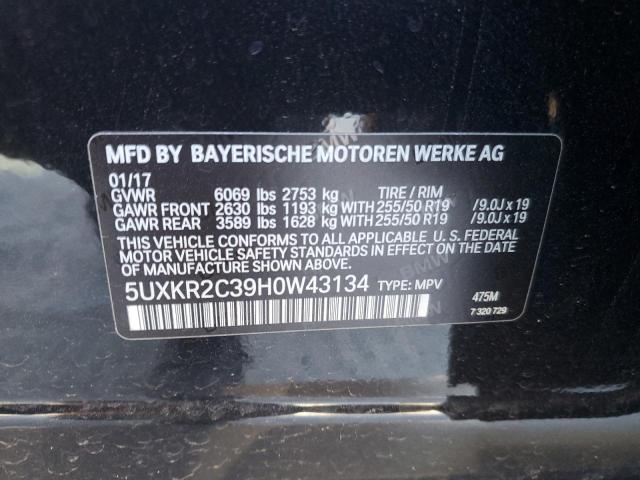 MFD BY BAYERISCHE MOTOREN WERKE AG
01/17
GVWR 6069 lbs 2753 kg TIRE / RIM
GAWR FRONT 2630 lbs 1193 kg WITH 255/50 R19 /9.0J x 19
GAWR REAR 3589 lbs 1628 kg WITH 255/50 R19 /9.0J x 19
THIS VEHICLE CONFORMS TO ALL APPLICABLE U. S. FEDERAL
MOTOR VEHICLE SAFETY STANDARDS IN EFFECT ON THE
DATE OF MANUFACTURE SHOWN ABOVE.
5UXKR2C39H0W43134 TYPE: MPV 475M
7 320 729